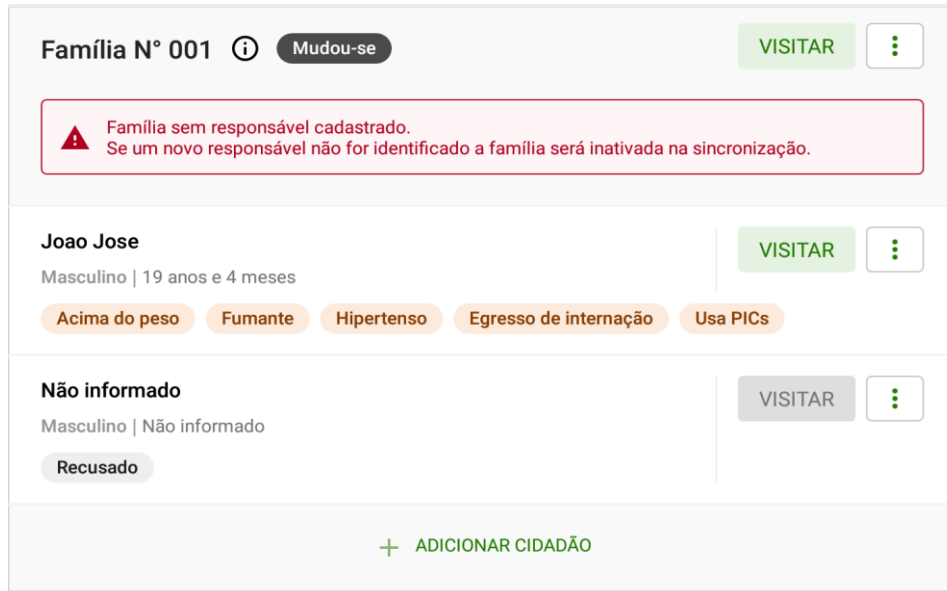 Família N° 001 Mudou-se VISITAR
Família sem responsável cadastrado.
Se um novo responsável não for identificado a família será inativada na sincronização.
Joao Jose VISITAR
Masculino | 19 anos e 4 meses
Acima do peso Fumante Hipertenso Egresso de internação Usa PICs
Não informado VISITAR
Masculino | Não informado
Recusado
ADICIONAR CIDADÃO